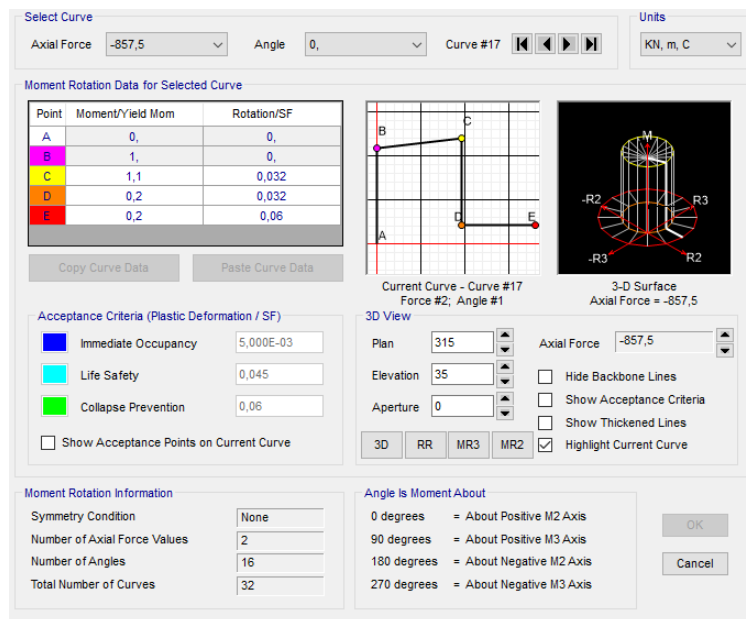 Select Curve
Units
Axial Force -857,5 Angle 0, Curve #17
KN, m, C
Moment Rotation Data for Selected Curve
Point Moment/Yield Mom Rotation/SF
A 0, 0,
B 1, 0,
C 1,1 0,032
D 0,2 0,032
E 0,2 0,06
Copy Curve Data Paste Curve Data
B
C
D
E
A
Current Curve - Curve #17
Force #2; Angle #1
M
-R2
R3
-R3
R2
3-D Surface
Axial Force = -857,5
Acceptance Criteria (Plastic Deformation / SF)
Immediate Occupancy 5,000E-03
Life Safety 0,045
Collapse Prevention 0,06
Show Acceptance Points on Current Curve
3D View
Plan 315
Elevation 35
Aperture 0
3D RR MR3 MR2
Axial Force -857,5
Hide Backbone Lines
Show Acceptance Criteria
Show Thickened Lines
Highlight Current Curve
Moment Rotation Information
Symmetry Condition None
Number of Axial Force Values 2
Number of Angles 16
Total Number of Curves 32
Angle Is Moment About
0 degrees = About Positive M2 Axis
90 degrees = About Positive M3 Axis
180 degrees = About Negative M2 Axis
270 degrees = About Negative M3 Axis
OK
Cancel